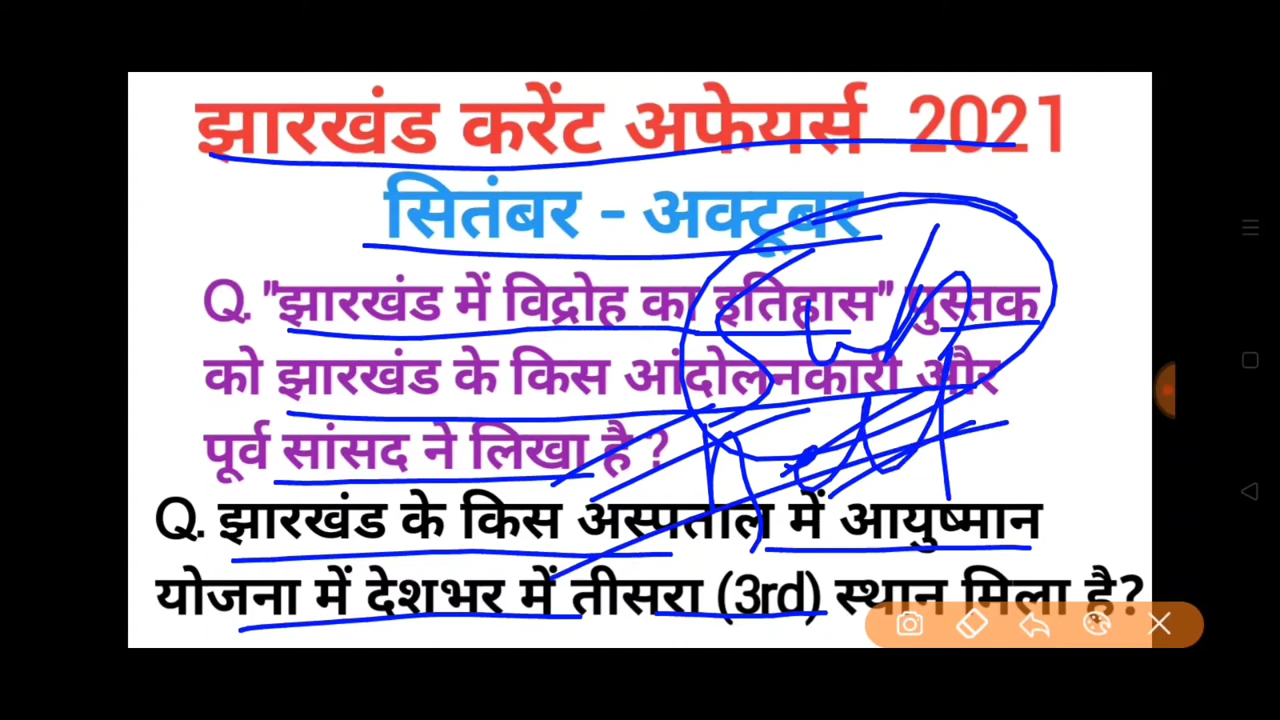 झारखंड करेंट अफेयर्स 2021
सितंबर - अक्टूबर
Q. "झारखंड में विद्रोह का इतिहास" पुस्तक
को झारखंड के किस आंदोलनकारी और
पूर्व सांसद ने लिखा है ?
Q. झारखंड के किस अस्पताल में आयुष्मान
योजना में देशभर में तीसरा (3rd) स्थान मिला है?